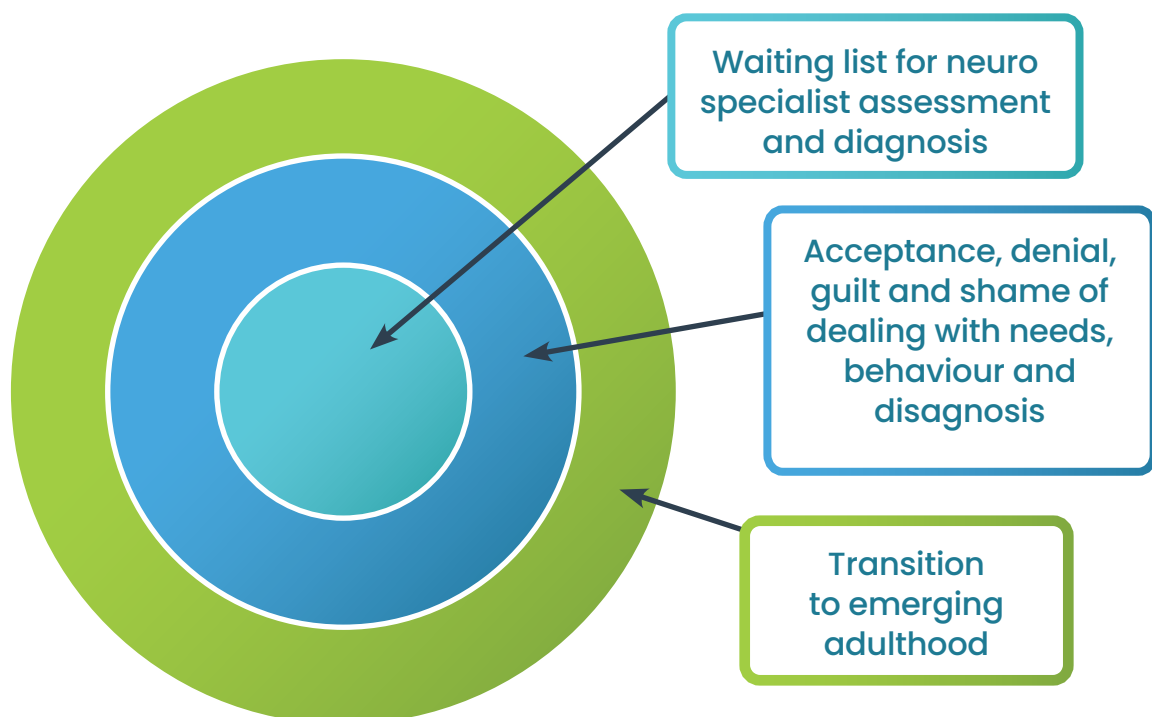 Waiting list for neuro
specialist assessment
and diagnosis
Acceptance, denial,
guilt and shame of
dealing with needs,
behaviour and
disagnosis
Transition
to emerging
adulthood